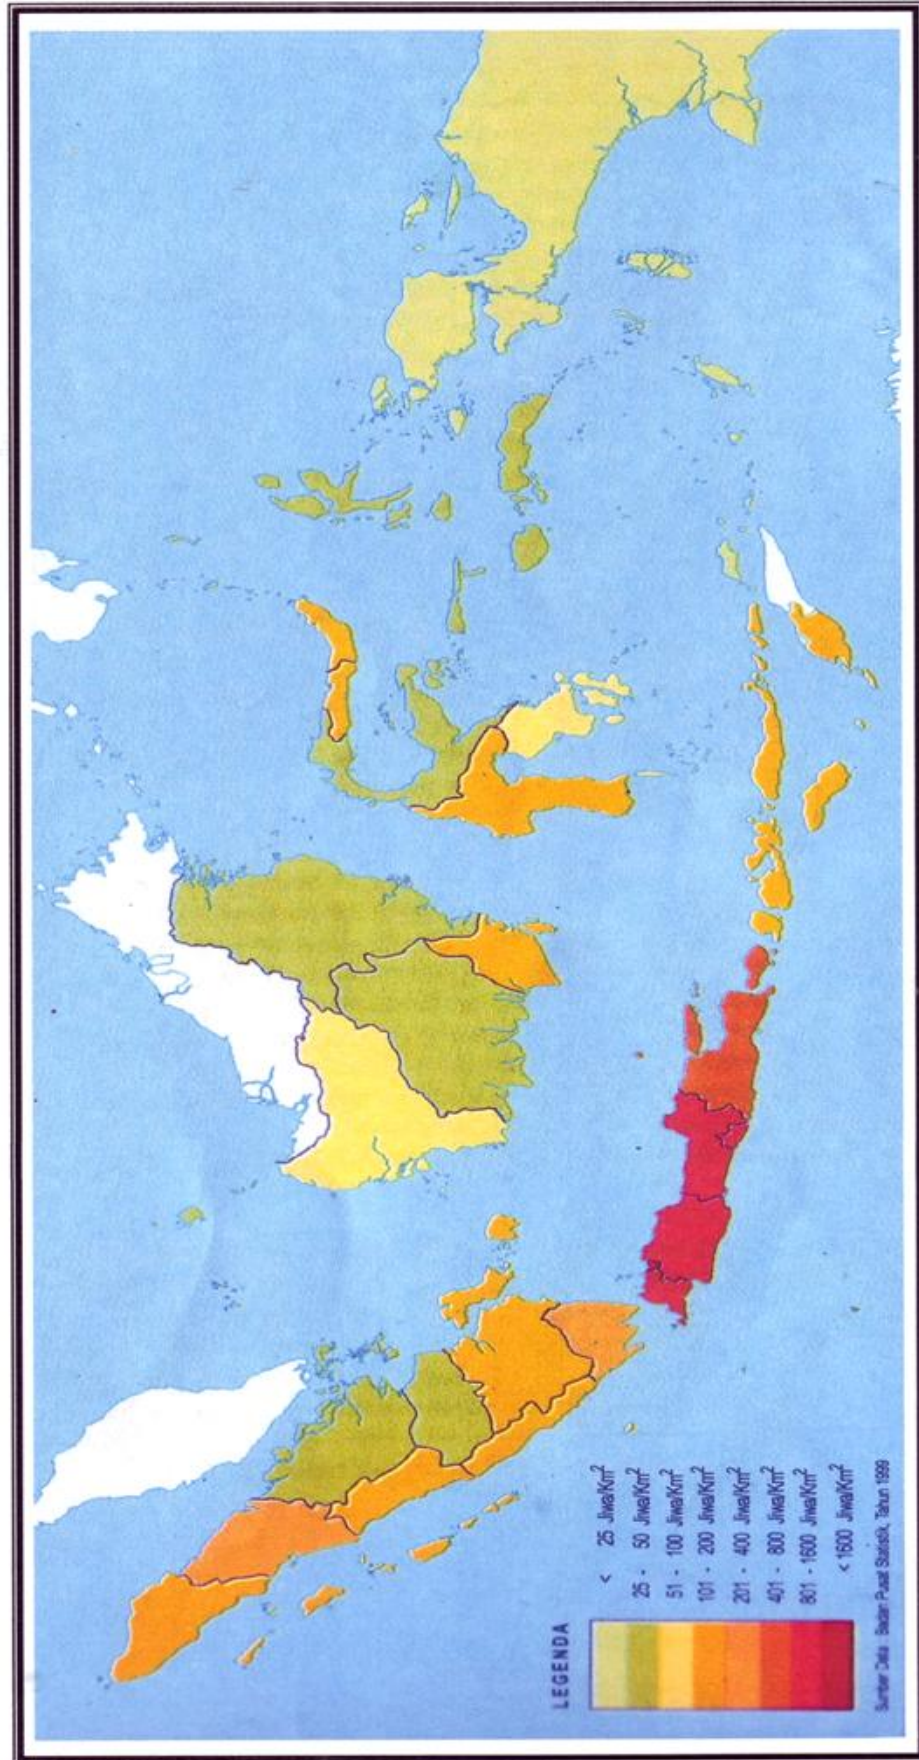 LEGENDA
< 25 Jiwa/Km²
25 - 50 Jiwa/Km²
51 - 100 Jiwa/Km²
101 - 200 Jiwa/Km²
201 - 400 Jiwa/Km²
401 - 800 Jiwa/Km²
801 - 1600 Jiwa/Km²
< 1600 Jiwa/Km²
Sumber Data : Badan Pusat Statistik, Tahun 1999